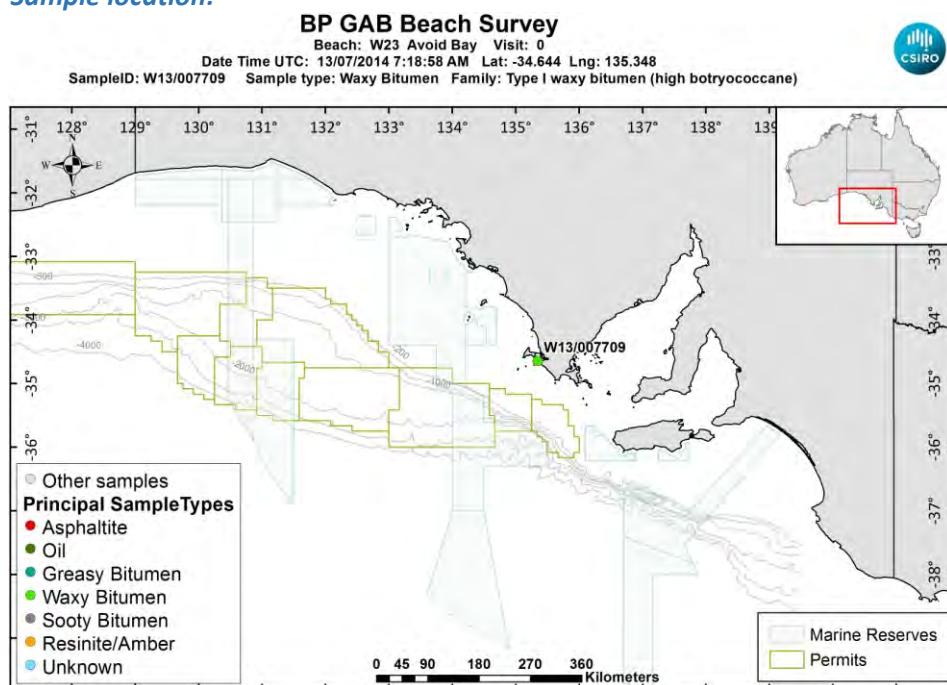 Sample location:
BP GAB Beach Survey
Beach: W23 Avoid Bay Visit: 0
Date Time UTC: 13/07/2014 7:18:58 AM Lat: -34.644 Lng: 135.348
SampleID: W13/007709 Sample type: Waxy Bitumen Family: Type I waxy bitumen (high botryococcane)
CSIRO
128° 129° 130° 131° 132° 133° 134° 135° 136° 137° 138° 139
-31°
-32°
-33°
-34°
-35°
-36°
-37°
-38°
-33°
-34°
-35°
-36°
-37°
-38°
N
W E
S
-4000
-2000
-200
-1000
W13/007709
Other samples
Principal SampleTypes
Asphaltite
Oil
Greasy Bitumen
Waxy Bitumen
Sooty Bitumen
Resinite/Amber
Unknown
0 45 90 180 270 360
Kilometers
Marine Reserves
Permits